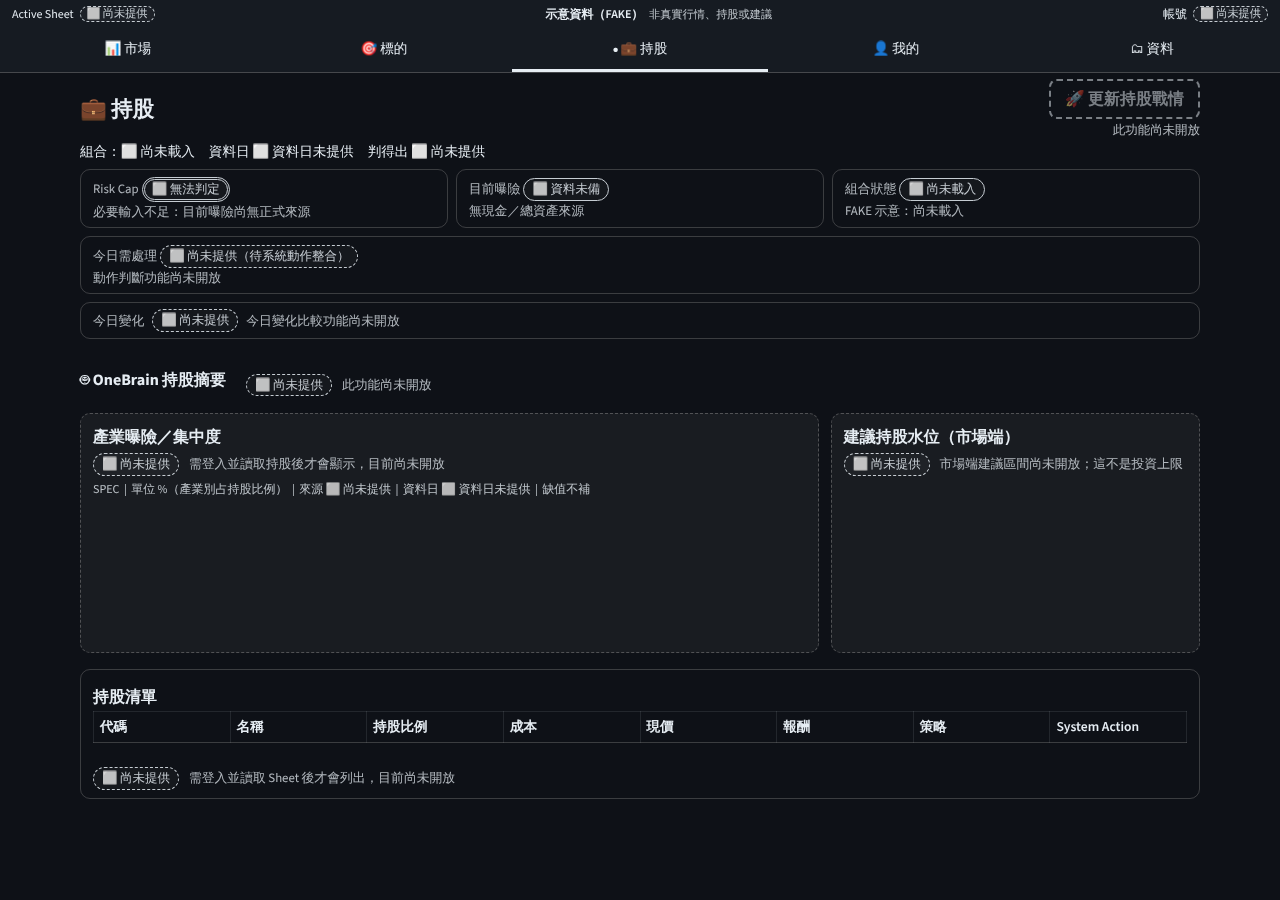 Active Sheet ⬜ 尚未提供 示意資料（FAKE） 非真實行情、持股或建議 帳號 ⬜ 尚未提供
📊 市場 🎯 標的 • 💼 持股 👤 我的 🗂 資料
💼 持股
🚀 更新持股戰情
此功能尚未開放
組合：⬜ 尚未載入 資料日 ⬜ 資料日未提供 判得出 ⬜ 尚未提供
Risk Cap ⬜ 無法判定
必要輸入不足：目前曝險尚無正式來源
目前曝險 ⬜ 資料未備
無現金／總資產來源
組合狀態 ⬜ 尚未載入
FAKE 示意：尚未載入
今日需處理 ⬜ 尚未提供（待系統動作整合）
動作判斷功能尚未開放
今日變化 ⬜ 尚未提供 今日變化比較功能尚未開放
OneBrain 持股摘要 ⬜ 尚未提供 此功能尚未開放
產業曝險／集中度
⬜ 尚未提供 需登入並讀取持股後才會顯示，目前尚未開放
SPEC｜單位 %（產業別占持股比例）｜來源 ⬜ 尚未提供｜資料日 ⬜ 資料日未提供｜缺值不補
建議持股水位（市場端）
⬜ 尚未提供 市場端建議區間尚未開放；這不是投資上限
持股清單
代碼 名稱 持股比例 成本 現價 報酬 策略 System Action
⬜ 尚未提供 需登入並讀取 Sheet 後才會列出，目前尚未開放